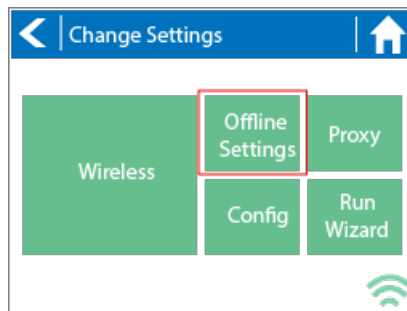 Change Settings
Offline
Settings
Proxy
Wireless
Config
Run
Wizard